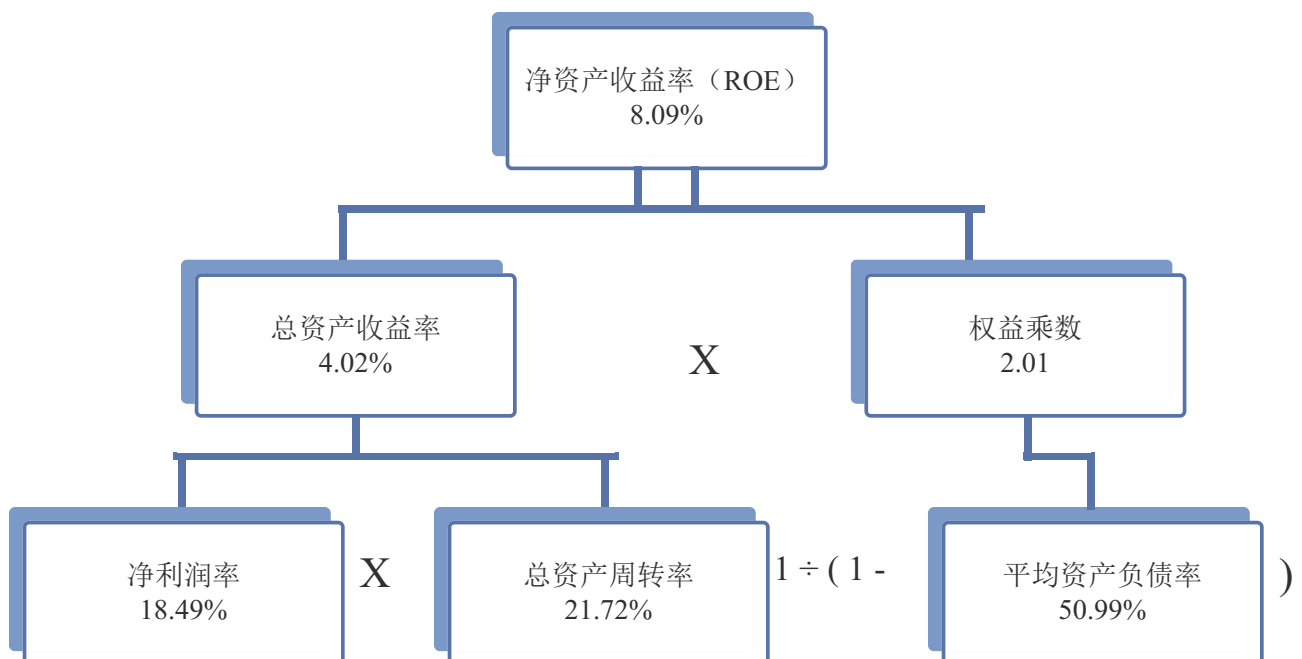 净资产收益率（ROE）
8.09%
总资产收益率
4.02%
X
权益乘数
2.01
净利润率
18.49%
X
总资产周转率
21.72%
1 ÷ ( 1 -
平均资产负债率
50.99%
)